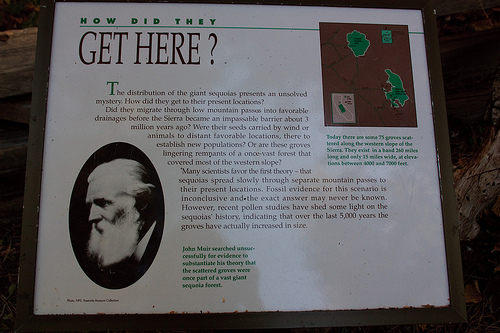 HOW DID THEY
GET HERE?
The distribution of the giant sequoias presents an unsolved
mystery. How did they get to their present locations?
Did they migrate through low mountain passes into favorable
drainages before the Sierra became an impassable barrier about 3
million years ago? Were their seeds carried by wind or
animals to distant favorable locations, there to
establish new populations? Or are these groves
lingering remnants of a once-vast forest that
covered most of the western slope?
Many scientists favor the first theory – that
sequoias spread slowly through separate mountain passes to
their present locations. Fossil evidence for this scenario is
inconclusive and the exact answer may never be known.
However, recent pollen studies have shed some light on the
sequoias' history, indicating that over the last 5,000 years the
groves have actually increased in size.
John Muir searched unsuc-
cessfully for evidence to
substantiate his theory that
the scattered groves were
once part of a vast giant
sequoia forest.
Today there are some 75 groves scat-
tered along the western slope of the
Sierra. They exist in a band 260 miles
long and only 15 miles wide, at eleva-
tions between 4000 and 7000 feet.